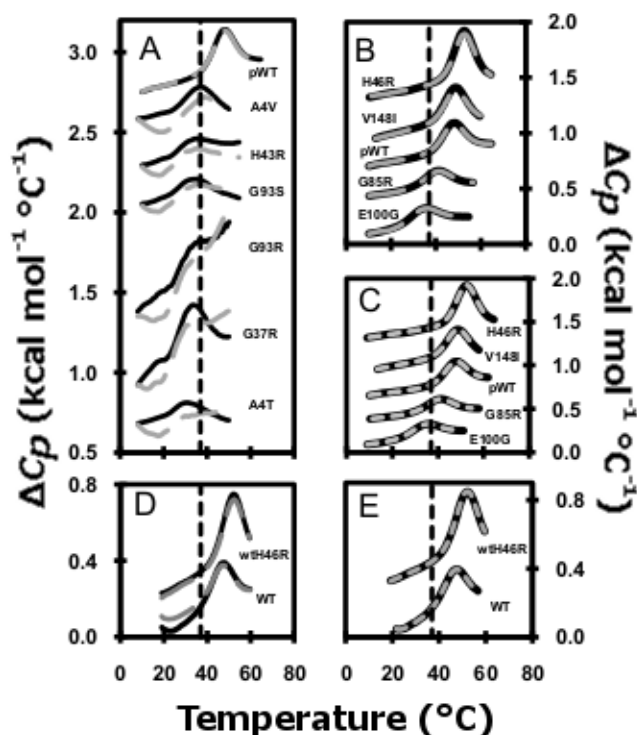 A
pWT
A4V
H43R
G93S
G93R
G37R
A4T
3.0
2.5
2.0
1.5
1.0
0.5
ΔCp (kcal mol⁻¹ °C⁻¹)
B
H46R
V148I
pWT
G85R
E100G
2.0
1.5
1.0
0.5
0.0
ΔCp (kcal mol⁻¹ °C⁻¹)
C
H46R
V148I
pWT
G85R
E100G
2.0
1.5
1.0
0.5
0.0
D
wtH46R
WT
0.8
0.4
0.0
0 20 40 60 80
E
wtH46R
WT
0.8
0.4
0.0
0 20 40 60 80
Temperature (°C)